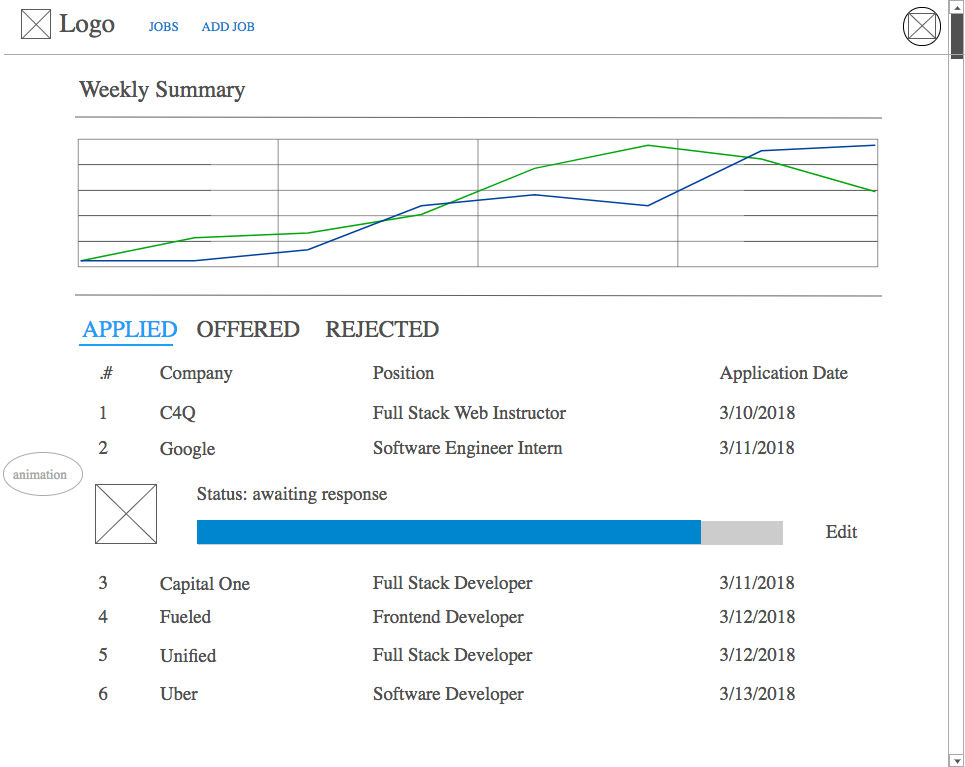 Logo JOBS ADD JOB
Weekly Summary
APPLIED OFFERED REJECTED
.# Company Position Application Date
1 C4Q Full Stack Web Instructor 3/10/2018
2 Google Software Engineer Intern 3/11/2018
animation
Status: awaiting response
Edit
3 Capital One Full Stack Developer 3/11/2018
4 Fueled Frontend Developer 3/12/2018
5 Unified Full Stack Developer 3/12/2018
6 Uber Software Developer 3/13/2018